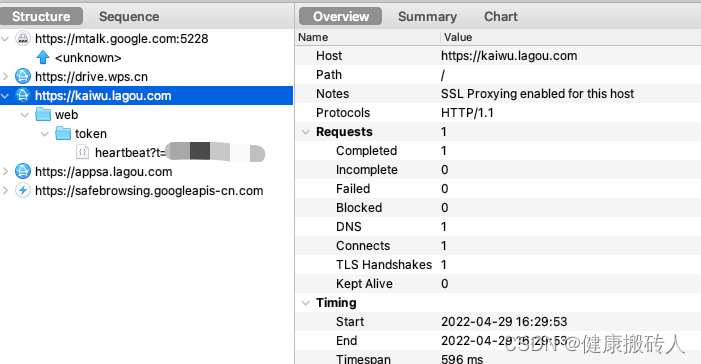 Structure Sequence
https://mtalk.google.com:5228
<unknown>
https://drive.wps.cn
https://kaiwu.lagou.com
web
token
heartbeat?t=
https://appsa.lagou.com
https://safebrowsing.googleapis-cn.com
Overview Summary Chart
Name Value
Host https://kaiwu.lagou.com
Path /
Notes SSL Proxying enabled for this host
Protocols HTTP/1.1
Requests 1
Completed 1
Incomplete 0
Failed 0
Blocked 0
DNS 1
Connects 1
TLS Handshakes 1
Kept Alive 0
Timing
Start 2022-04-29 16:29:53
End 2022-04-29 16:29:53
Timespan 596 ms
CSDN @健康搬砖人